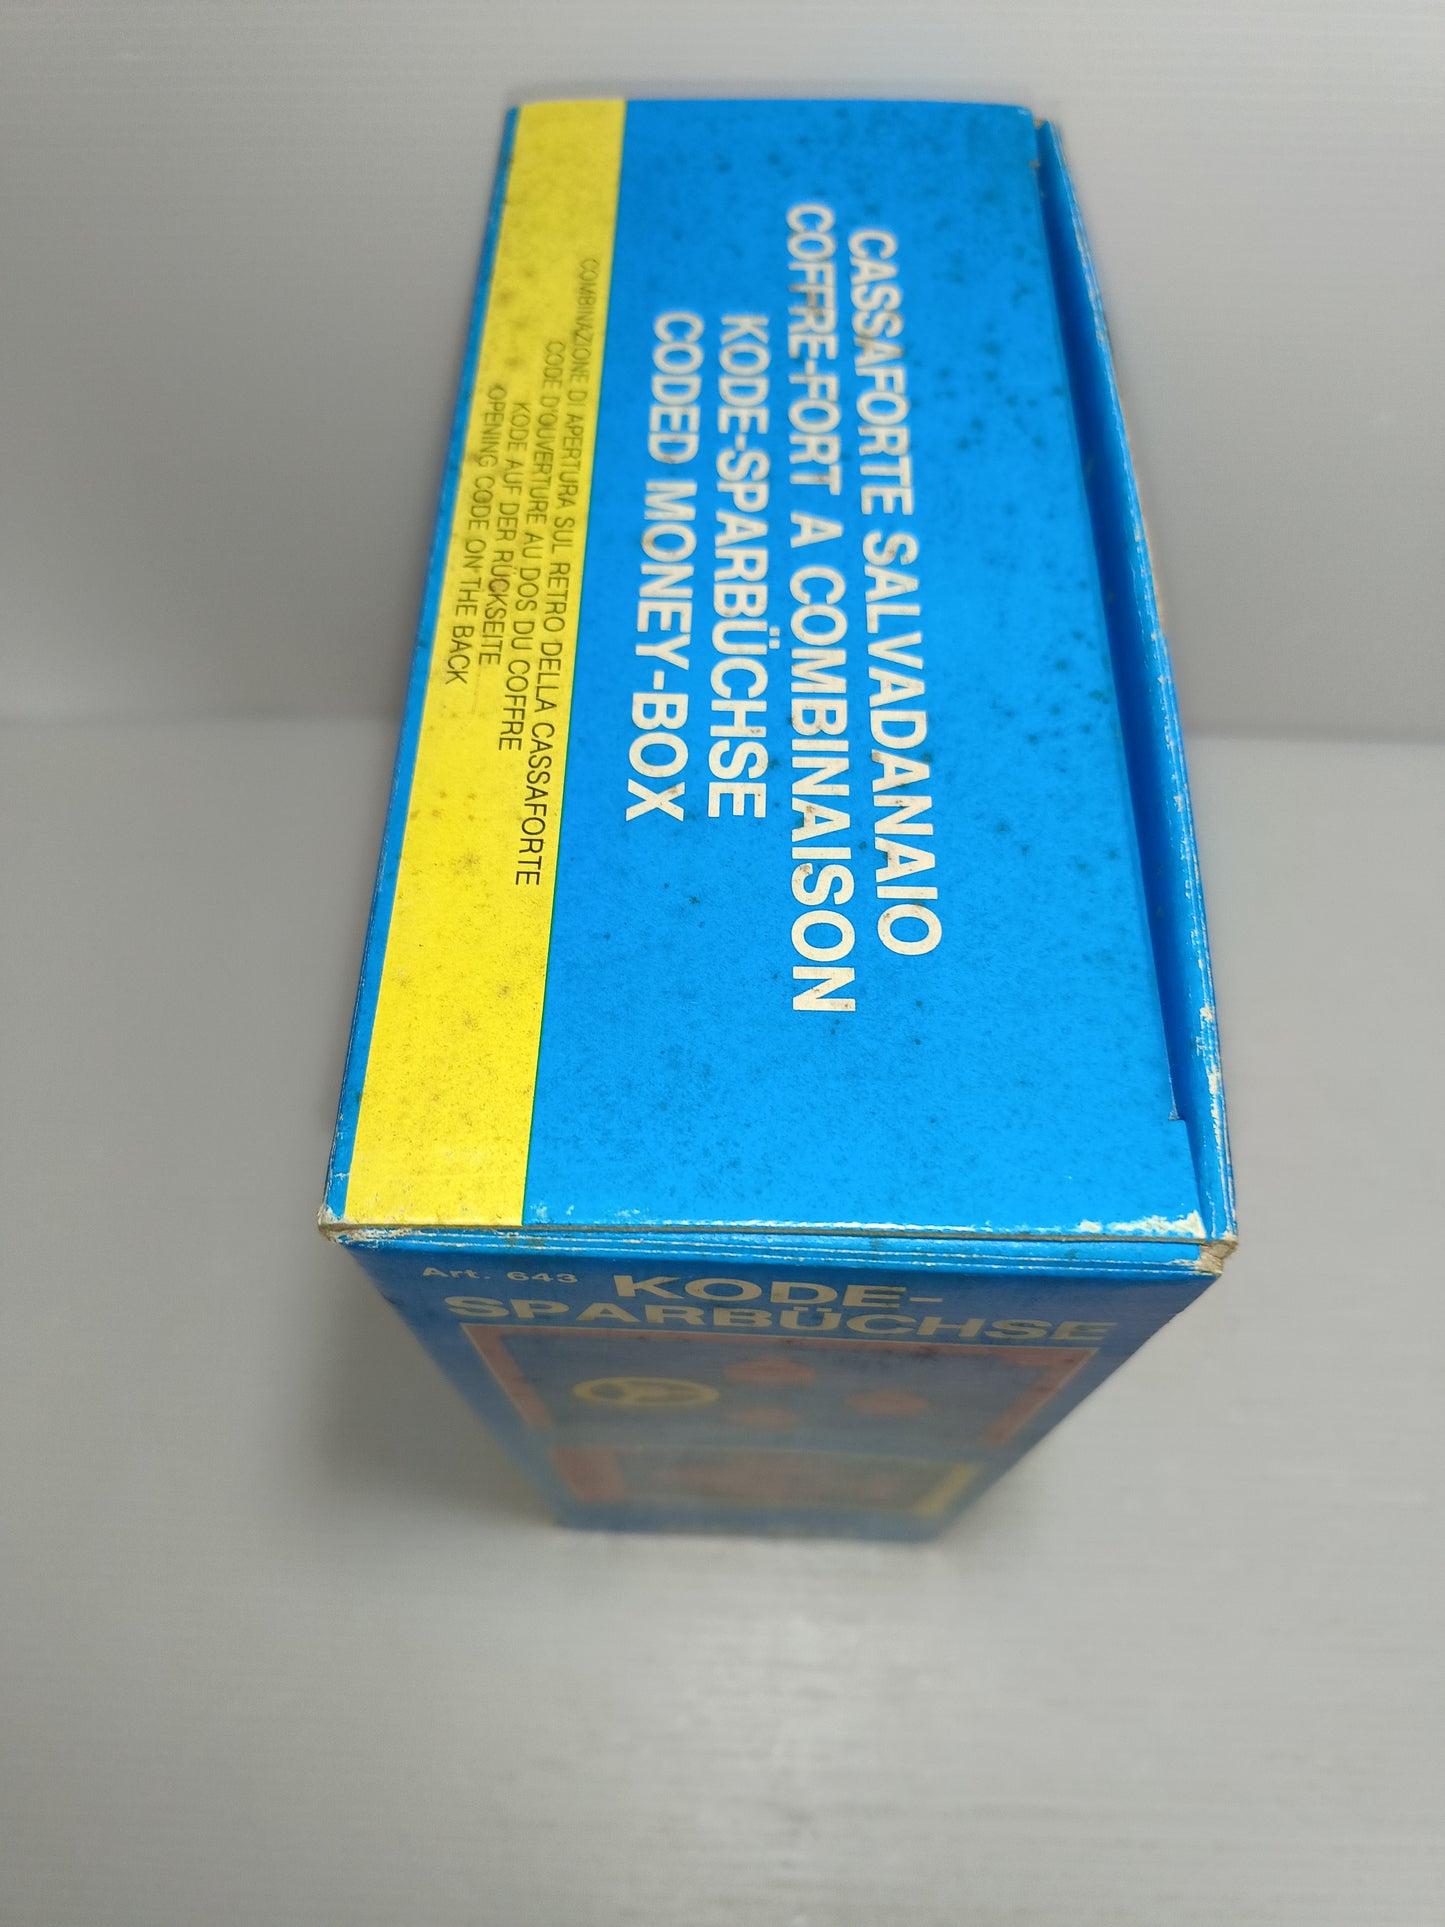 CASSAFORTE SALVADANAIO
COFFRE-FORT A COMBINAISON
KODE-SPARBÜCHSE
CODED MONEY-BOX
COMBINAZIONE DI APERTURA SUL RETRO DELLA CASSAFORTE
CODE D'OUVERTURE AU DOS DU COFFRE
KODE AUF DER RÜCKSEITE
OPENING CODE ON THE BACK
Art. 643 KODE-
SPARBÜCHSE